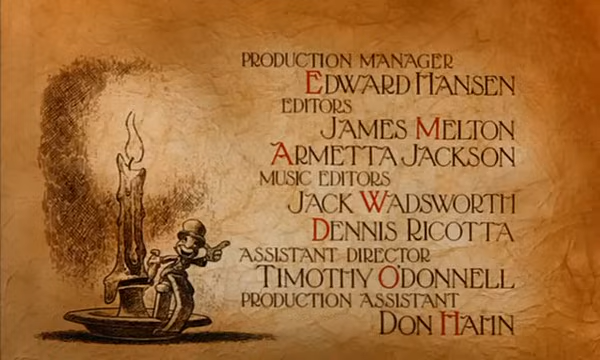 PRODUCTION MANAGER
EDWARD HANSEN
EDITORS
JAMES MELTON
ARMETTA JACKSON
MUSIC EDITORS
JACK WADSWORTH
DENNIS RICOTTA
ASSISTANT DIRECTOR
TIMOTHY O'DONNELL
PRODUCTION ASSISTANT
DON HAHN